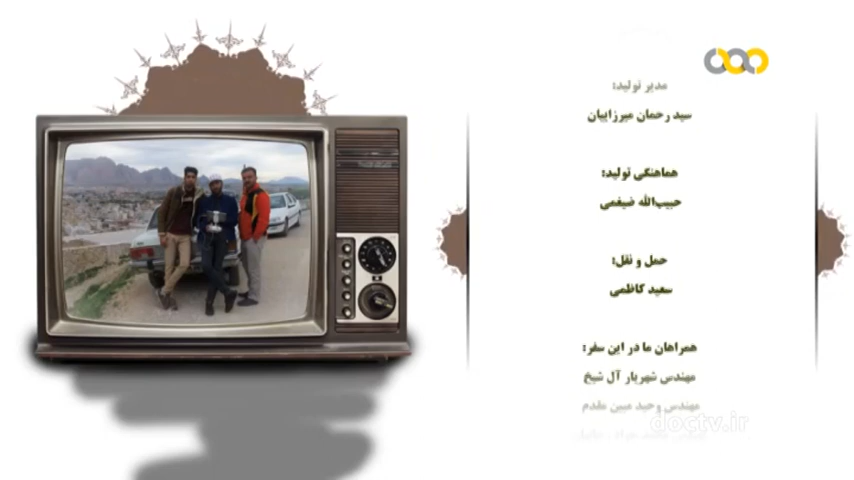 مدیر تولید:
سید رحمان میرزاییان
هماهنگی تولید:
حبیب‌الله ضیغمی
حمل و نقل:
سعید کاظمی
همراهان ما در این سفر:
مهندس شهریار آل شیخ
مهندس وحید مبین مقدم
doctv.ir